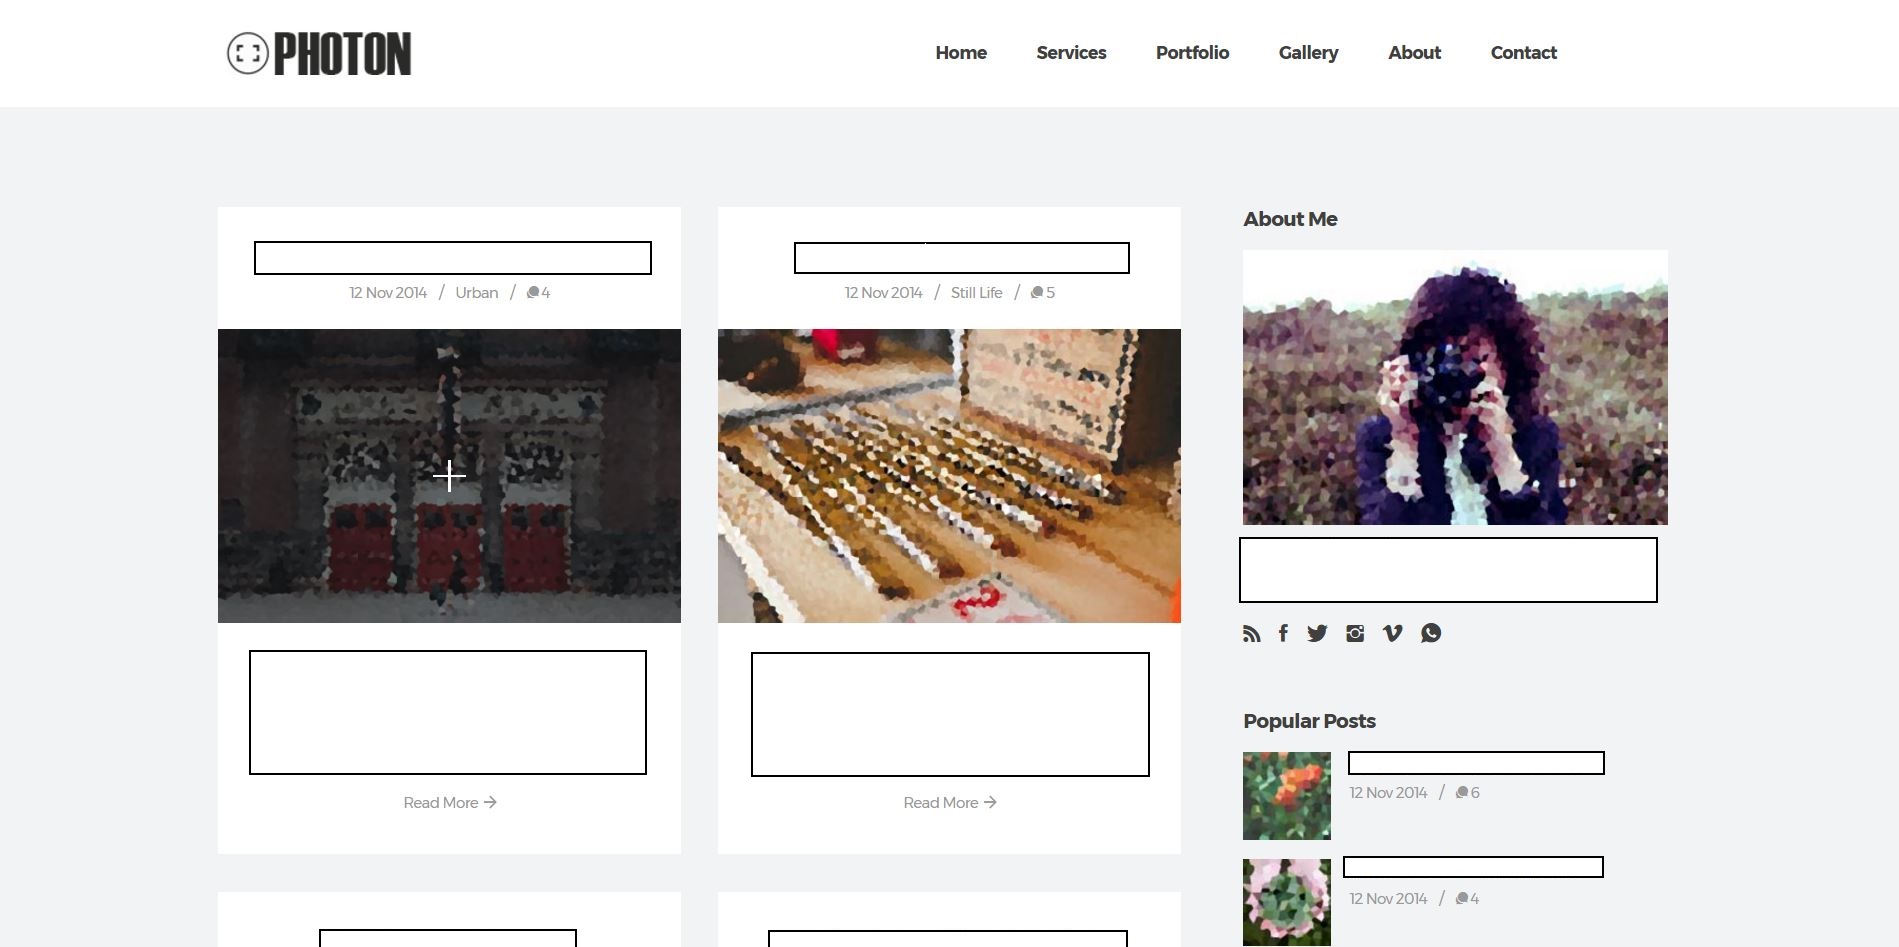 PHOTON
Home Services Portfolio Gallery About Contact
12 Nov 2014 / Urban / 4
12 Nov 2014 / Still Life / 5
Read More →
Read More →
About Me
Popular Posts
12 Nov 2014 / 6
12 Nov 2014 / 4